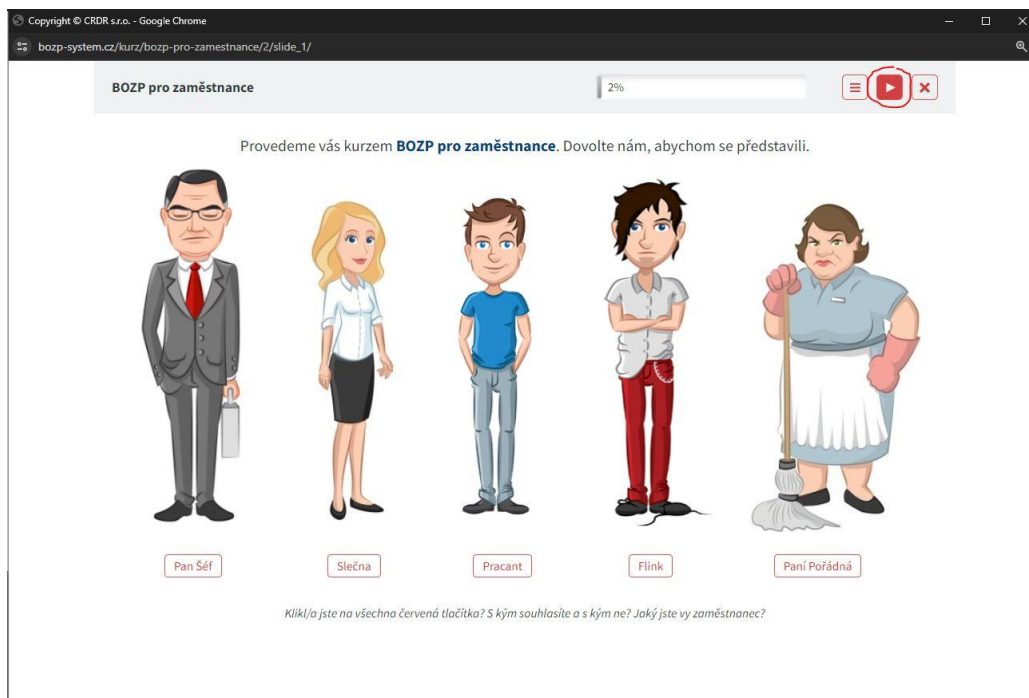 Copyright © CRDR s.r.o. - Google Chrome
bozp-system.cz/kurz/bozp-pro-zamestnance/2/slide_1/
BOZP pro zaměstnance
2%
Provedeme vás kurzem BOZP pro zaměstnance. Dovolte nám, abychom se představili.
Pan Šéf
Slečna
Pracant
Flink
Paní Pořádná
Klikl/a jste na všechna červená tlačítka? S kým souhlasíte a s kým ne? Jaký jste vy zaměstnanec?